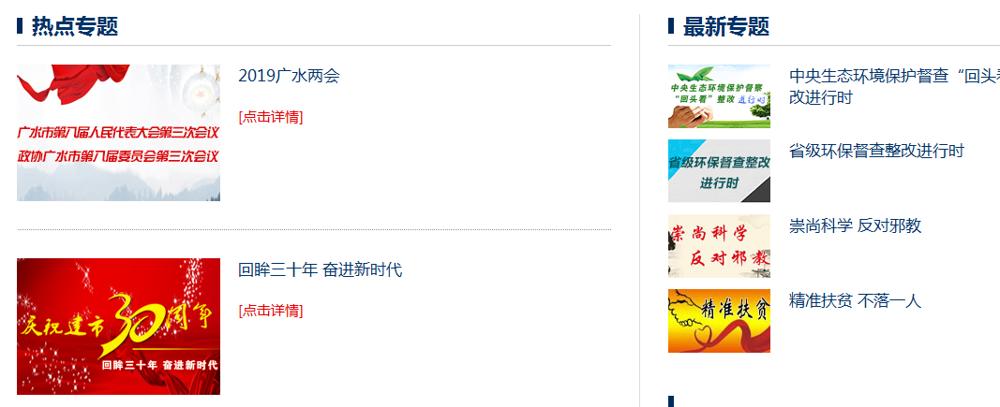 热点专题
广水市第八届人民代表大会第三次会议
政协广水市第八届委员会第三次会议
2019广水两会
[点击详情]
庆祝建市30周年
回眸三十年 奋进新时代
回眸三十年 奋进新时代
[点击详情]
最新专题
中央生态环境保护督察
“回头看”整改 进行时
中央生态环境保护督查“回头
改进行时
省级环保督查整改
进行时
省级环保督查整改进行时
崇尚科学
反对邪教
崇尚科学 反对邪教
精准扶贫
精准扶贫 不落一人